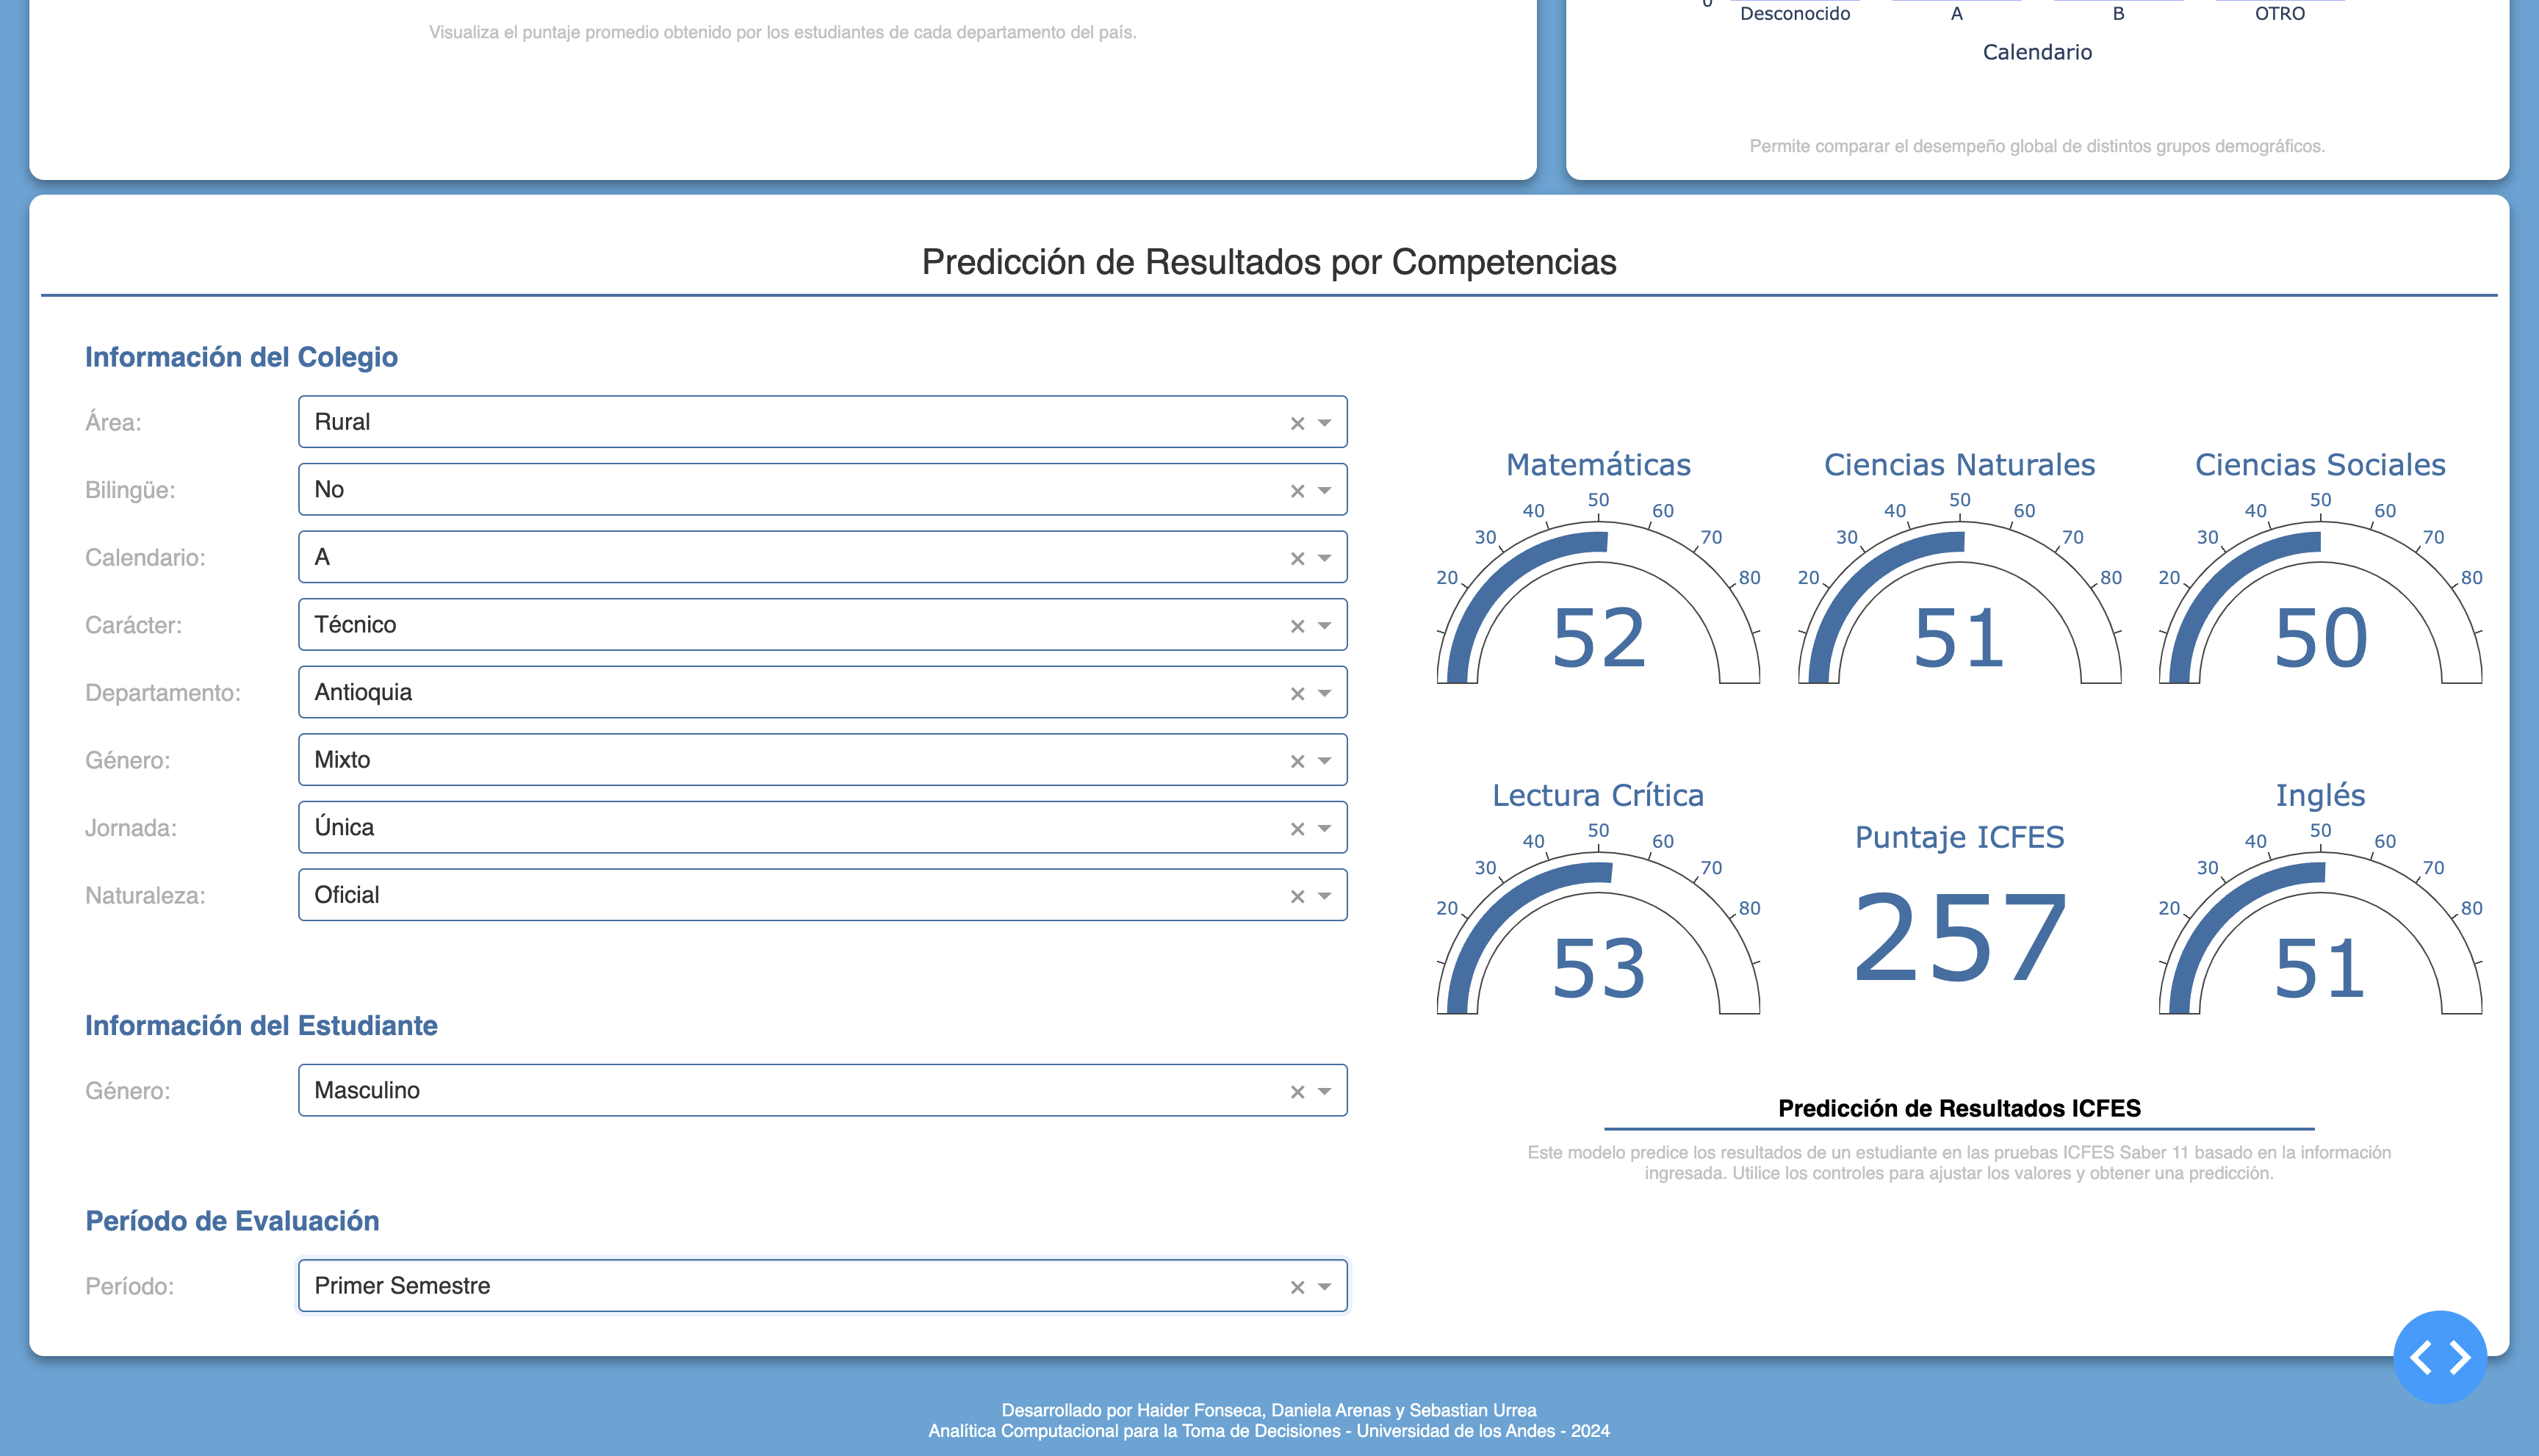 Visualiza el puntaje promedio obtenido por los estudiantes de cada departamento del país.
0
Desconocido A B OTRO
Calendario
Permite comparar el desempeño global de distintos grupos demográficos.
Predicción de Resultados por Competencias
Información del Colegio
Área: Rural
Bilingüe: No
Calendario: A
Carácter: Técnico
Departamento: Antioquia
Género: Mixto
Jornada: Única
Naturaleza: Oficial
Información del Estudiante
Género: Masculino
Período de Evaluación
Período: Primer Semestre
Matemáticas
20 30 40 50 60 70 80
52
Ciencias Naturales
20 30 40 50 60 70 80
51
Ciencias Sociales
20 30 40 50 60 70 80
50
Lectura Crítica
20 30 40 50 60 70 80
53
Puntaje ICFES
257
Inglés
20 30 40 50 60 70 80
51
Predicción de Resultados ICFES
Este modelo predice los resultados de un estudiante en las pruebas ICFES Saber 11 basado en la información
ingresada. Utilice los controles para ajustar los valores y obtener una predicción.
Desarrollado por Haider Fonseca, Daniela Arenas y Sebastian Urrea
Analítica Computacional para la Toma de Decisiones - Universidad de los Andes - 2024